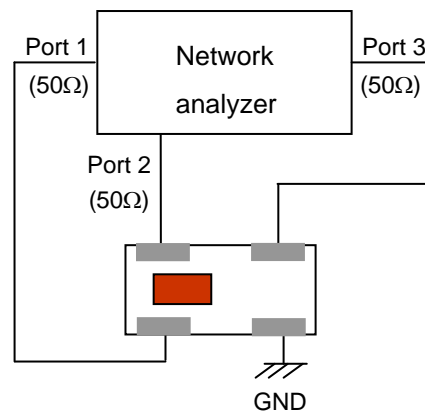 Port 1
(50Ω)
Network
analyzer
Port 3
(50Ω)
Port 2
(50Ω)
GND